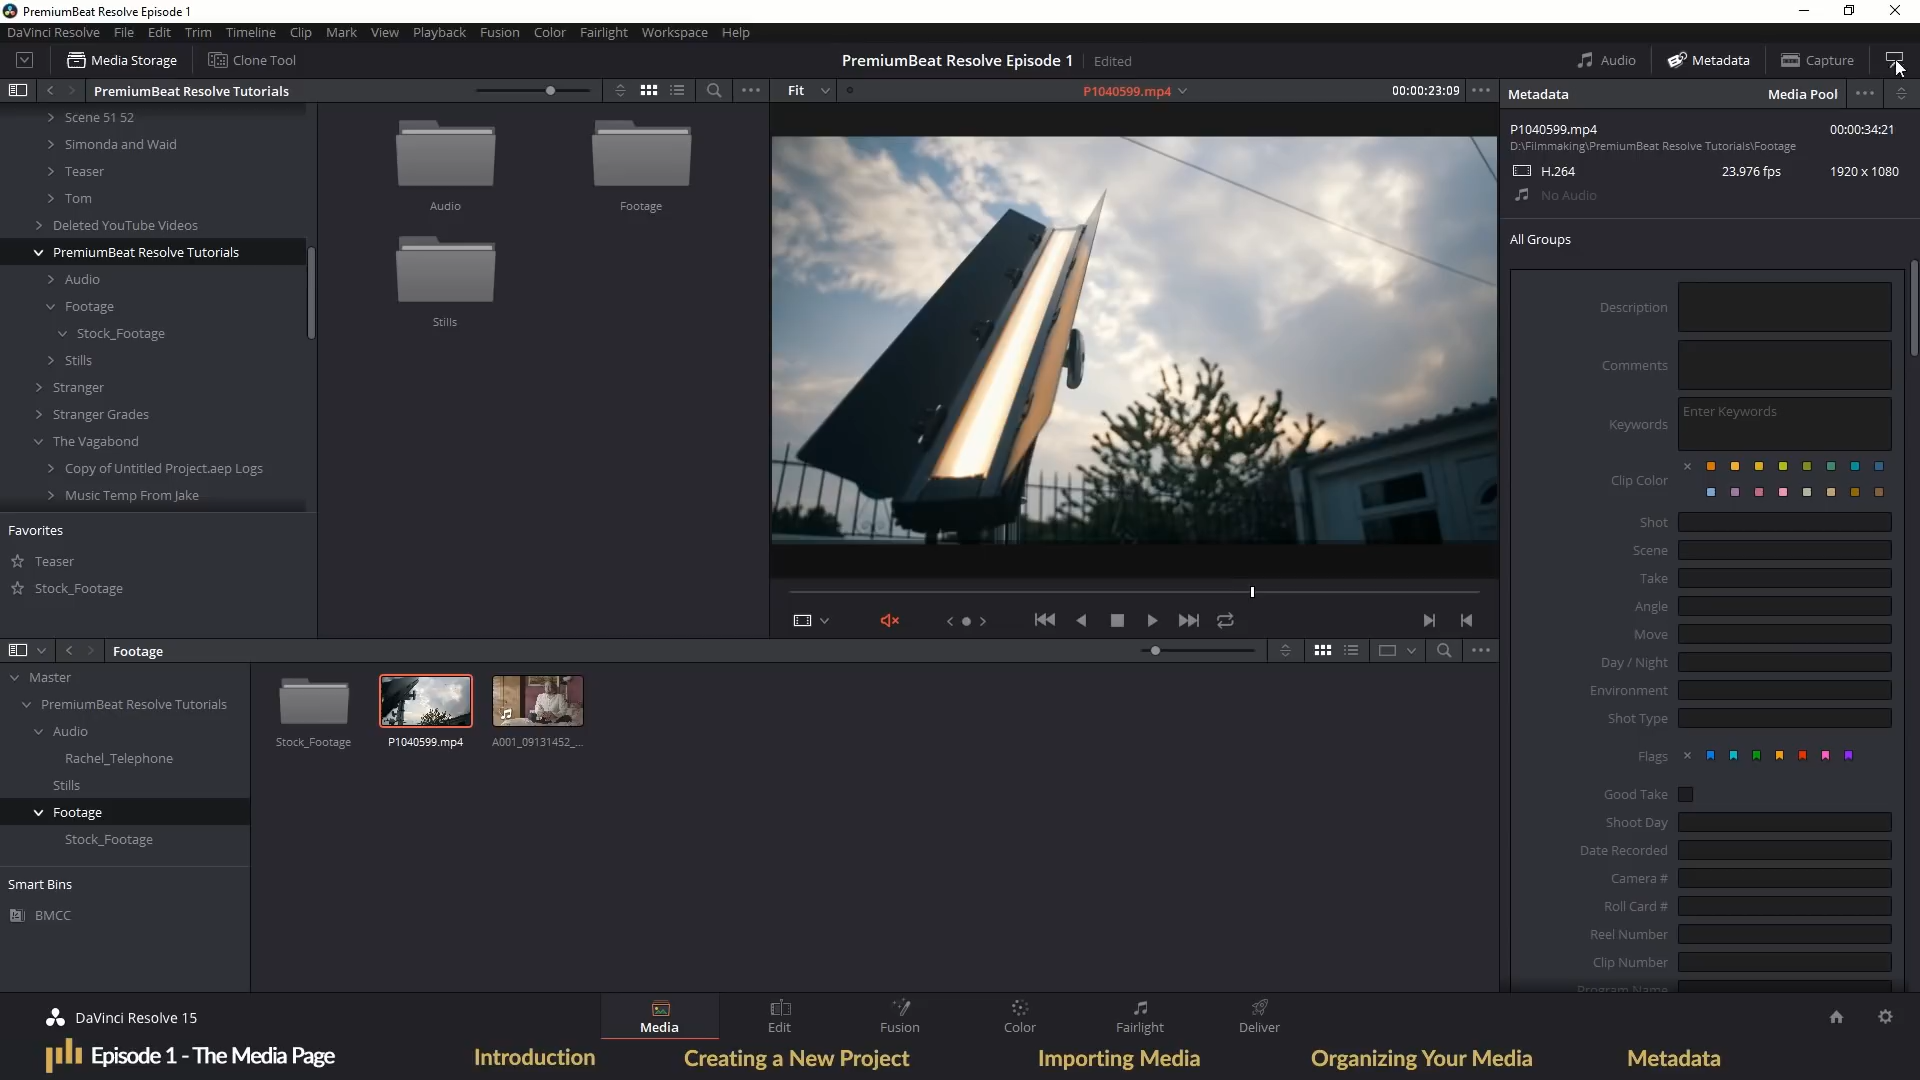 PremiumBeat Resolve Episode 1
DaVinci Resolve File Edit Trim Timeline Clip Mark View Playback Fusion Color Fairlight Workspace Help
Media Storage Clone Tool PremiumBeat Resolve Episode 1 Edited Audio Metadata Capture
PremiumBeat Resolve Tutorials
Scene 51 52
Simonda and Waid
Teaser
Tom
Deleted YouTube Videos
PremiumBeat Resolve Tutorials
Audio
Footage
Stock_Footage
Stills
Stranger
Stranger Grades
The Vagabond
Copy of Untitled Project.aep Logs
Music Temp From Jake
Favorites
Teaser
Stock_Footage
Audio Footage
Stills
Fit P1040599.mp4 00:00:23:09
Metadata Media Pool
P1040599.mp4 00:00:34:21
D:\Filmmaking\PremiumBeat Resolve Tutorials\Footage
H.264 23.976 fps 1920 x 1080
No Audio
All Groups
Description
Comments
Keywords Enter Keywords
Clip Color
Shot
Scene
Take
Angle
Move
Day / Night
Environment
Shot Type
Flags
Good Take
Shoot Day
Date Recorded
Camera #
Roll Card #
Reel Number
Clip Number
Program Name
Footage
Master
PremiumBeat Resolve Tutorials
Audio
Rachel_Telephone
Stills
Footage
Stock_Footage
Smart Bins
BMCC
Stock_Footage P1040599.mp4 A001_09131452_...
DaVinci Resolve 15
Media Edit Fusion Color Fairlight Deliver
Episode 1 - The Media Page Introduction Creating a New Project Importing Media Organizing Your Media Metadata